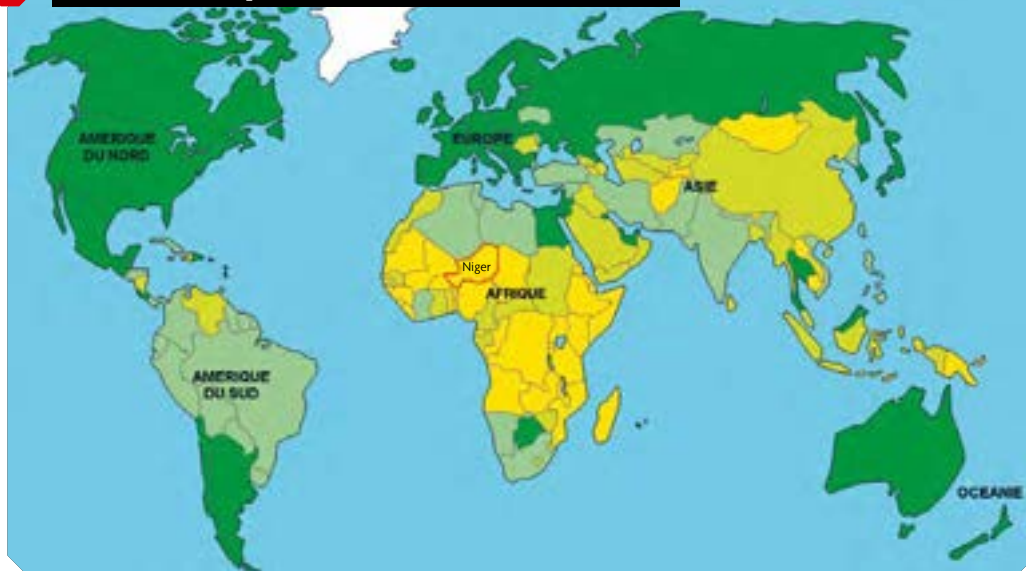 AMERIQUE
DU NORD
EUROPE
ASIE
Niger
AFRIQUE
AMERIQUE
DU SUD
OCEANIE